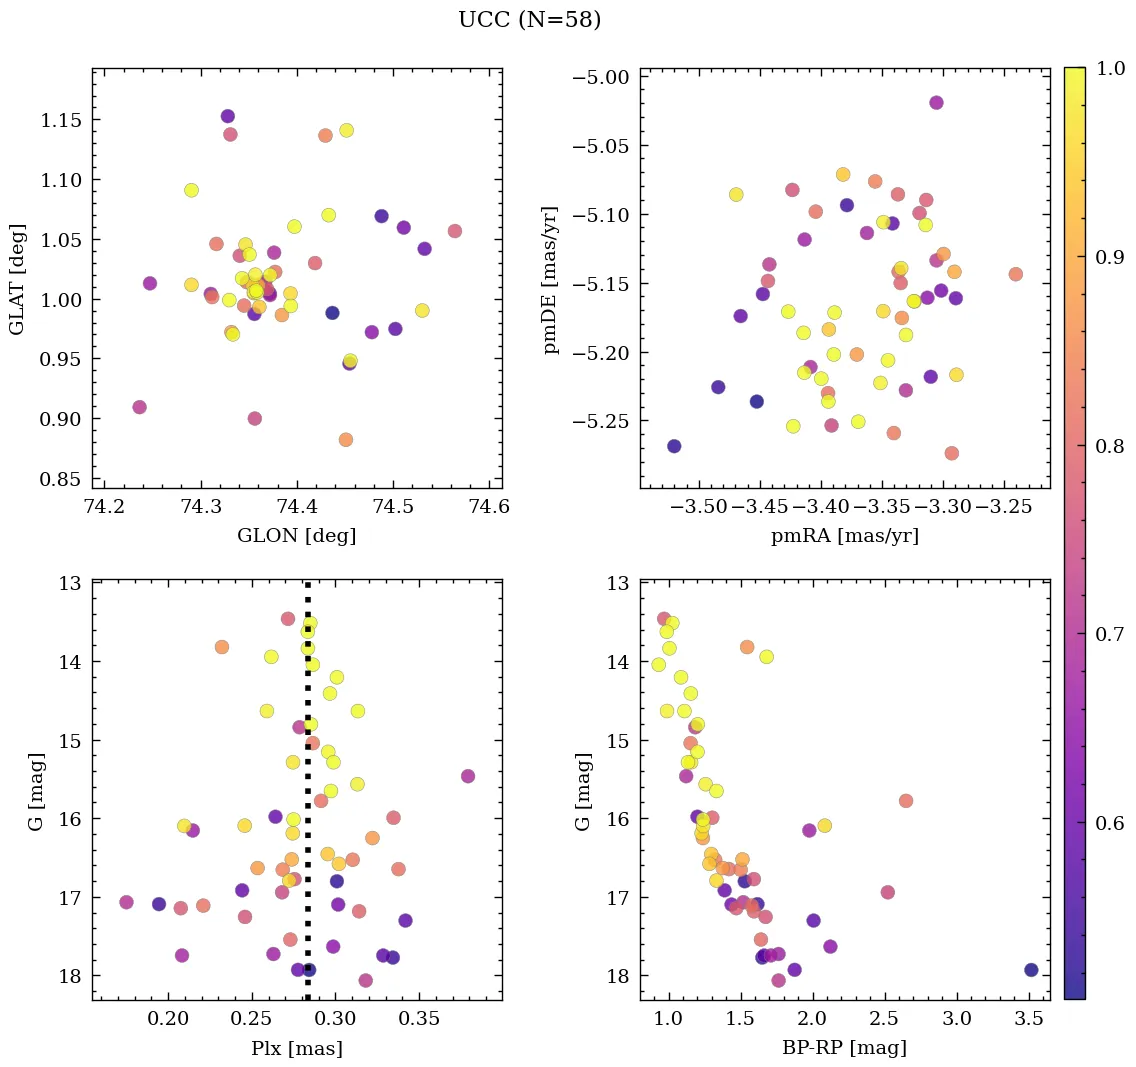 UCC (N=58)
1.15
1.10
1.05
1.00
0.95
0.90
0.85
GLAT [deg]
74.2 74.3 74.4 74.5 74.6
GLON [deg]
−5.00
−5.05
−5.10
−5.15
−5.20
−5.25
pmDE [mas/yr]
−3.50 −3.45 −3.40 −3.35 −3.30 −3.25
pmRA [mas/yr]
1.0
0.9
0.8
0.7
0.6
13
14
15
16
17
18
G [mag]
0.20 0.25 0.30 0.35
Plx [mas]
13
14
15
16
17
18
G [mag]
1.0 1.5 2.0 2.5 3.0 3.5
BP-RP [mag]